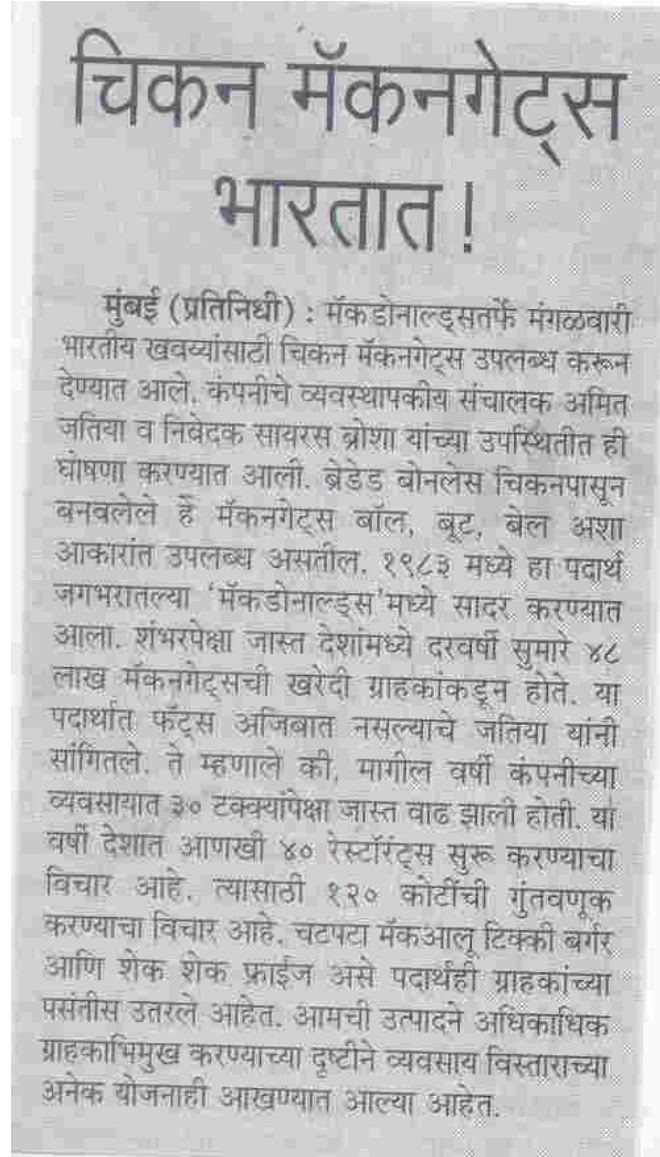 चिकन मॅकनगेट्स
भारतात !
मुंबई (प्रतिनिधी) : मॅकडोनाल्ड्सतर्फे मंगळवारी
भारतीय खवय्यांसाठी चिकन मॅकनगेट्स उपलब्ध करून
देण्यात आले. कंपनीचे व्यवस्थापकीय संचालक अमित
जतिया व निवेदक सायरस ब्रोशा यांच्या उपस्थितीत ही
घोषणा करण्यात आली. ब्रेडेड बोनलेस चिकनपासून
बनवलेले हे मॅकनगेट्स बॉल, बूट, बेल अशा
आकारांत उपलब्ध असतील. १९८३ मध्ये हा पदार्थ
जगभरातल्या 'मॅकडोनाल्ड्स'मध्ये सादर करण्यात
आला. शंभरपेक्षा जास्त देशांमध्ये दरवर्षी सुमारे ४८
लाख मॅकनगेट्सची खरेदी ग्राहकांकडून होते. या
पदार्थात फॅट्स अजिबात नसल्याचे जतिया यांनी
सांगितले. ते म्हणाले की, मागील वर्षी कंपनीच्या
व्यवसायात ३० टक्क्यांपेक्षा जास्त वाढ झाली होती. या
वर्षी देशात आणखी ४० रेस्टॉरंट्स सुरू करण्याचा
विचार आहे. त्यासाठी १२० कोटींची गुंतवणूक
करण्याचा विचार आहे. चटपटा मॅकआलू टिक्की बर्गर
आणि शेक शेक फ्राईज असे पदार्थही ग्राहकांच्या
पसंतीस उतरले आहेत. आमची उत्पादने अधिकाधिक
ग्राहकाभिमुख करण्याच्या दृष्टीने व्यवसाय विस्ताराच्या
अनेक योजनाही आखण्यात आल्या आहेत.